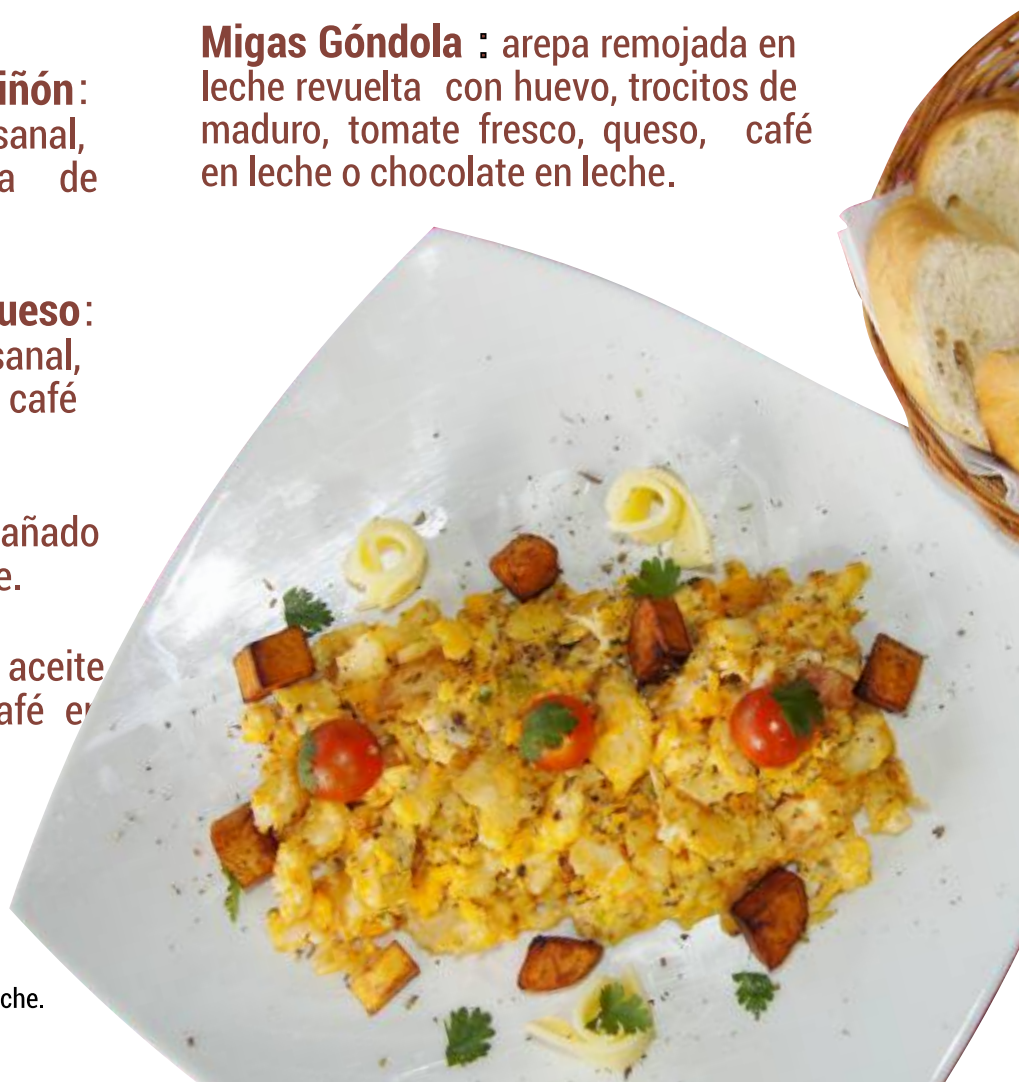 Migas Góndola : arepa remojada en
leche revuelta con huevo, trocitos de
maduro, tomate fresco, queso, café
en leche o chocolate en leche.
iñón:
sanal,
a de
ueso:
sanal,
café
añado
e.
aceite
afé en
che.